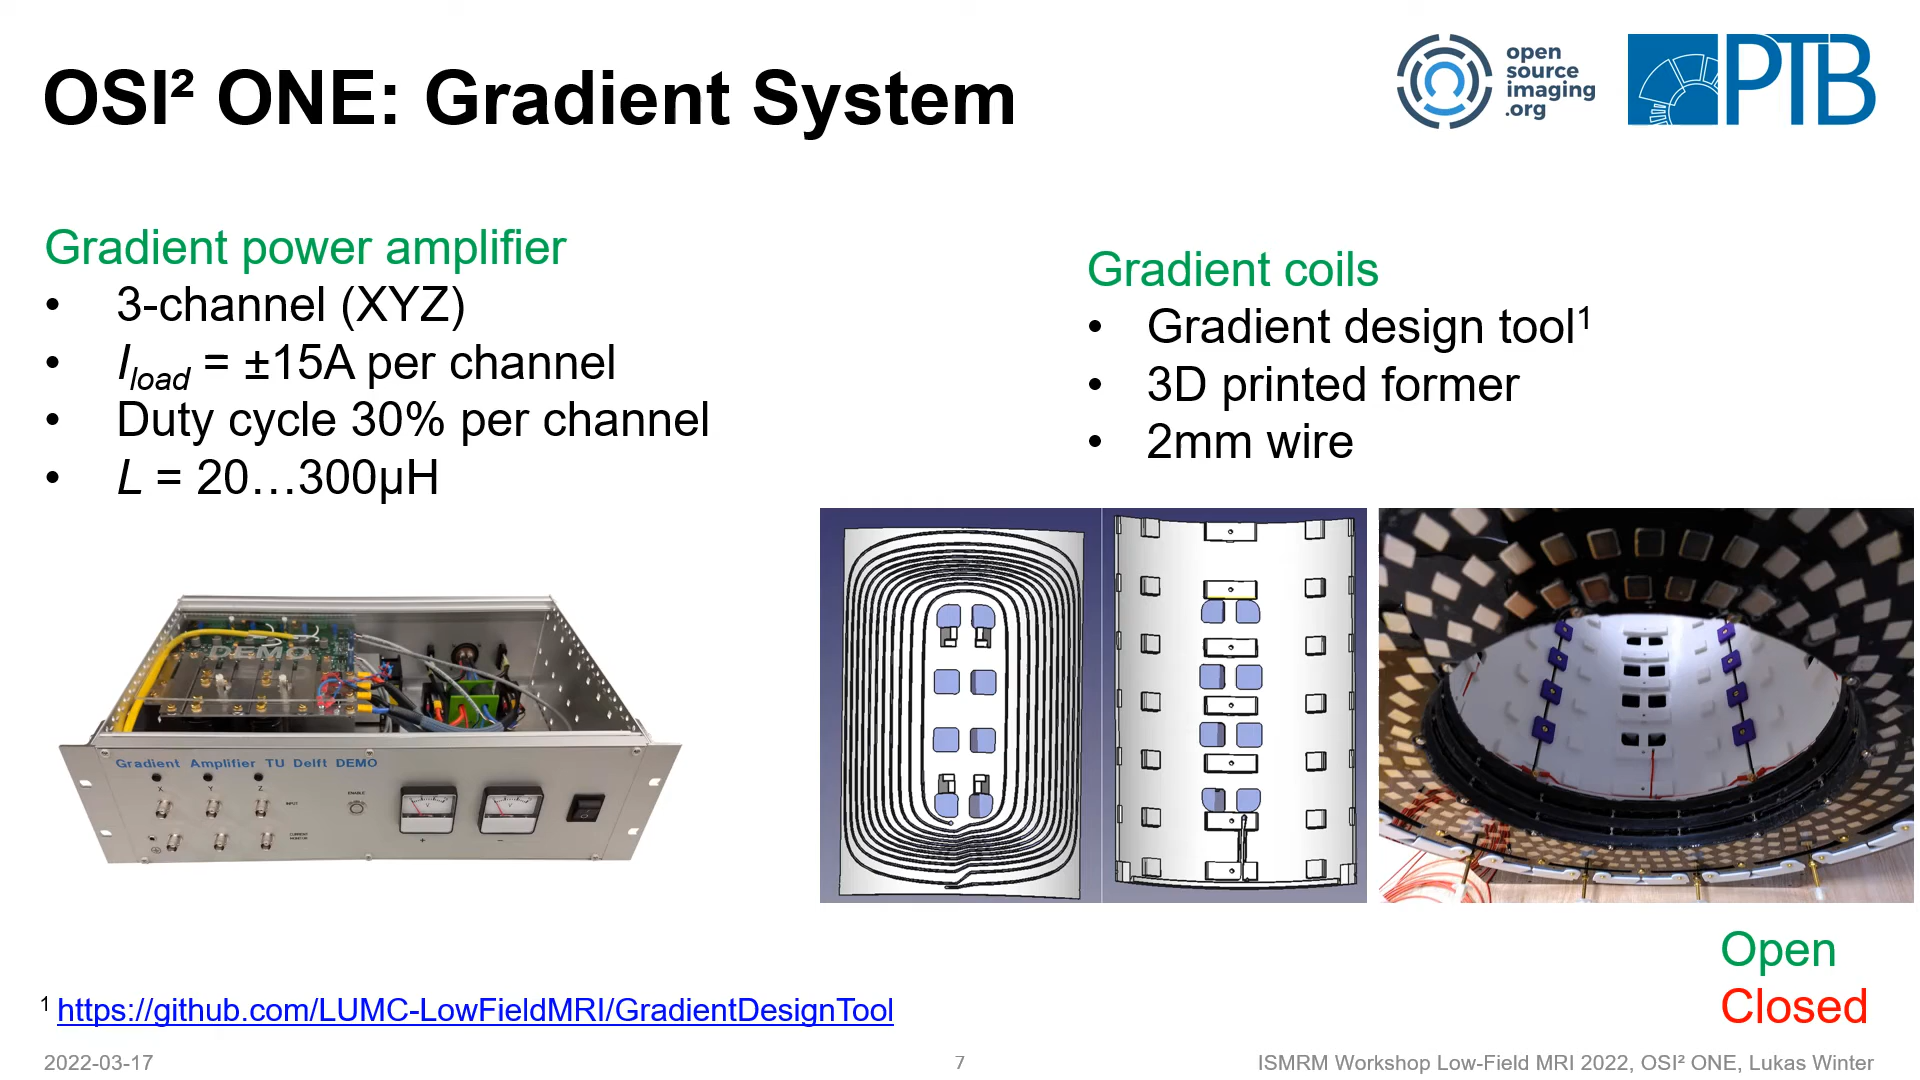 OSI² ONE: Gradient System
open
source
imaging
.org
PTB
Gradient power amplifier
• 3-channel (XYZ)
• Iload = ±15A per channel
• Duty cycle 30% per channel
• L = 20…300µH
Gradient coils
• Gradient design tool¹
• 3D printed former
• 2mm wire
DEMO
Gradient Amplifier TU Delft DEMO
X Y Z
INPUT
ENABLE
V
V
CURRENT
+
−
Open
Closed
¹ https://github.com/LUMC-LowFieldMRI/GradientDesignTool
2022-03-17
7
ISMRM Workshop Low-Field MRI 2022, OSI² ONE, Lukas Winter